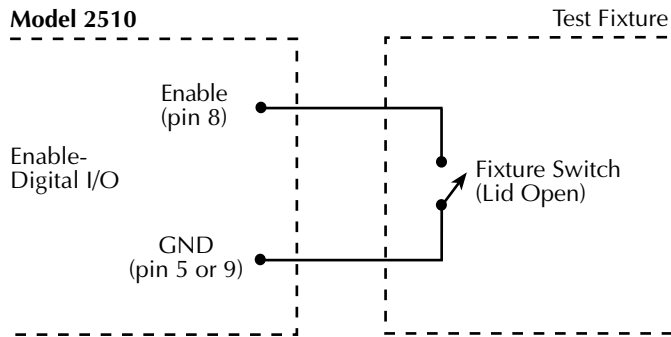 Model 2510
Test Fixture
Enable
(pin 8)
Enable-
Digital I/O
Fixture Switch
(Lid Open)
GND
(pin 5 or 9)